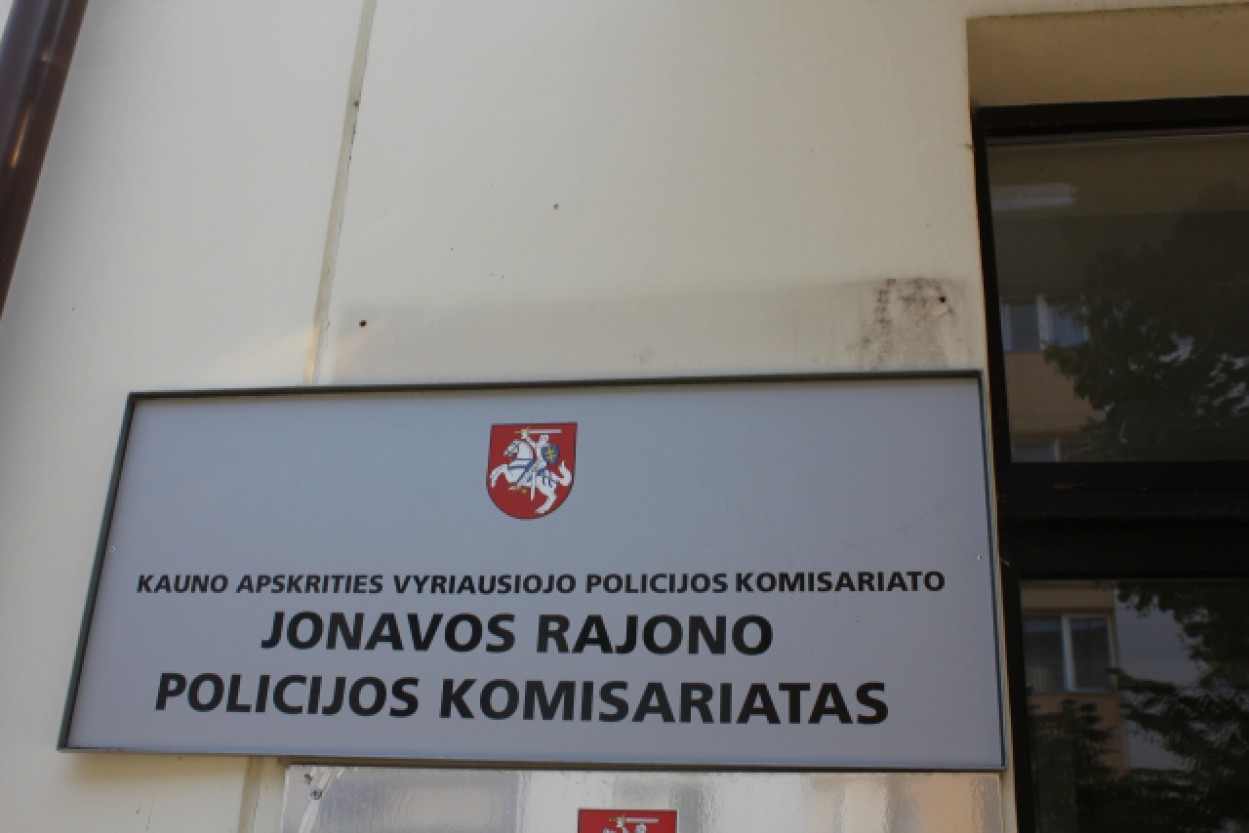 KAUNO APSKRITIES VYRIAUSIOJO POLICIJOS KOMISARIATO
JONAVOS RAJONO
POLICIJOS KOMISARIATAS